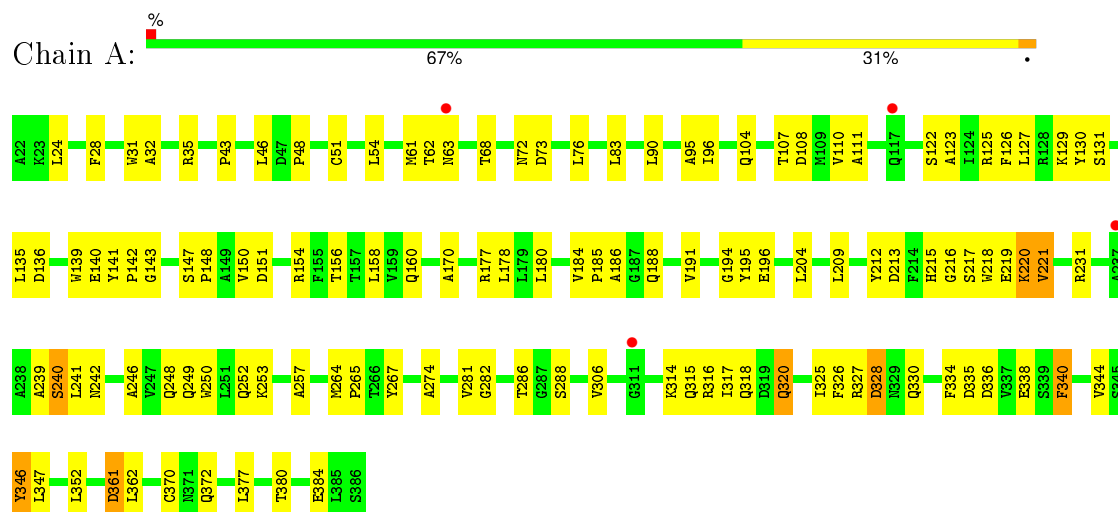 %
Chain A:
67% 31% •
A22 K23 L24 F28 W31 A32 R35 P43 L46 D47 P48 C51 L54 M61 T62 N63 T68 N72 D73 L76 L83 L90 A95 I96 Q104 T107 D108 M109 V110 A111 Q117 S122 A123 I124 R125 F126 L127 R128 K129 Y130 S131
L135 D136 W139 E140 Y141 P142 G143 S147 P148 A149 V150 D151 R154 F155 T156 T157 L158 V159 Q160 A170 R177 L178 L179 L180 V184 P185 A186 G187 Q188 V191 G194 Y195 E196 L204 L209 Y212 D213 F214 H215 G216 S217 W218 E219 K220 V221 R231 A237
A238 A239 S240 L241 N242 A246 V247 Q248 Q249 W250 L251 Q252 K253 A257 M264 P265 T266 Y267 A274 V281 G282 T286 G287 S288 V306 G311 K314 Q315 R316 I317 Q318 D319 Q320 I325 F326 R327 D328 N329 Q330 F334 D335 D336 V337 E338 S339 F340 V344 S345
Y346 L347 L352 D361 L362 C370 N371 Q372 L377 T380 E384 L385 S386